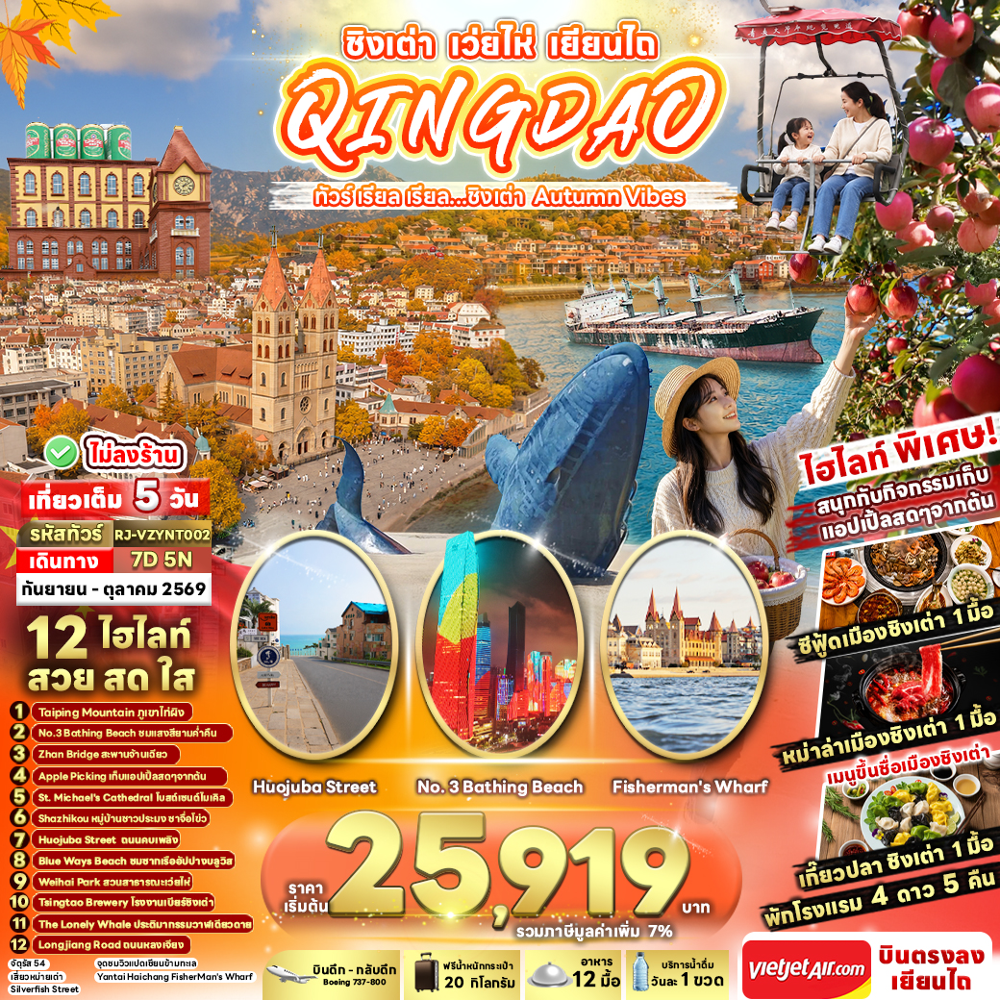 ชิงเต่า เว่ยไห่ เยียนไถ
QINGDAO
ทัวร์ เรียล เรียล...ชิงเต่า Autumn Vibes
ไม่ลงร้าน
เที่ยวเต็ม 5 วัน
รหัสทัวร์ RJ-VZYNT002
เดินทาง 7D 5N
กันยายน - ตุลาคม 2569
12 ไฮไลท์
สวย สด ใส
1 Taiping Mountain ภูเขาไท่ผิง
2 No.3 Bathing Beach ชมแสงสียามค่ำคืน
3 Zhan Bridge สะพานจ้านเฉียว
4 Apple Picking เก็บแอปเปิ้ลสดๆจากต้น
5 St. Michael's Cathedral โบสถ์เซนต์ไมเคิล
6 Shazhikou หมู่บ้านชาวประมง ซาจื่อโข่ว
7 Huojuba Street ถนนคบเพลิง
8 Blue Ways Beach ชมซากเรืออัปปางบลูวิส
9 Weihai Park สวนสาธารณะเว่ยไห่
10 Tsingtao Brewery โรงงานเบียร์ชิงเต่า
11 The Lonely Whale ประติมากรรมวาฬเดียวดาย
12 Longjiang Road ถนนหลงเจียง
จัตุรัส 54
เสี่ยวหม่ายเต่า
Silverfish Street
จุดชมวิวแปดเซียนข้ามทะเล
Yantai Haichang FisherMan's Wharf
Huojuba Street
No. 3 Bathing Beach
Fisherman's Wharf
ราคา
เริ่มต้น
25,919
บาท
รวมภาษีมูลค่าเพิ่ม 7%
ไฮไลท์ พิเศษ!
สนุกกับกิจกรรมเก็บ
แอปเปิ้ลสดๆจากต้น
ซีฟู้ดเมืองชิงเต่า 1 มื้อ
หม่าล่าเมืองชิงเต่า 1 มื้อ
เมนูขึ้นชื่อเมืองชิงเต่า
เกี๊ยวปลา ชิงเต่า 1 มื้อ
พักโรงแรม 4 ดาว 5 คืน
บินดึก - กลับดึก
Boeing 737-800
ฟรีน้ำหนักกระเป๋า
20 กิโลกรัม
อาหาร
12 มื้อ
บริการน้ำดื่ม
วันละ 1 ขวด
vietjetAir.com
บินตรงลง
เยียนไถ